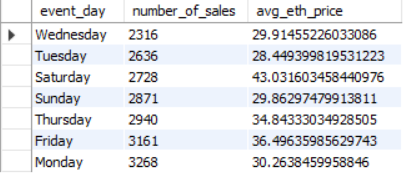 event_day number_of_sales avg_eth_price
Wednesday 2316 29.91455226033086
Tuesday 2636 28.449399819531223
Saturday 2728 43.031603458440976
Sunday 2871 29.86297479913811
Thursday 2940 34.84333034928505
Friday 3161 36.49635985629743
Monday 3268 30.2638459958846